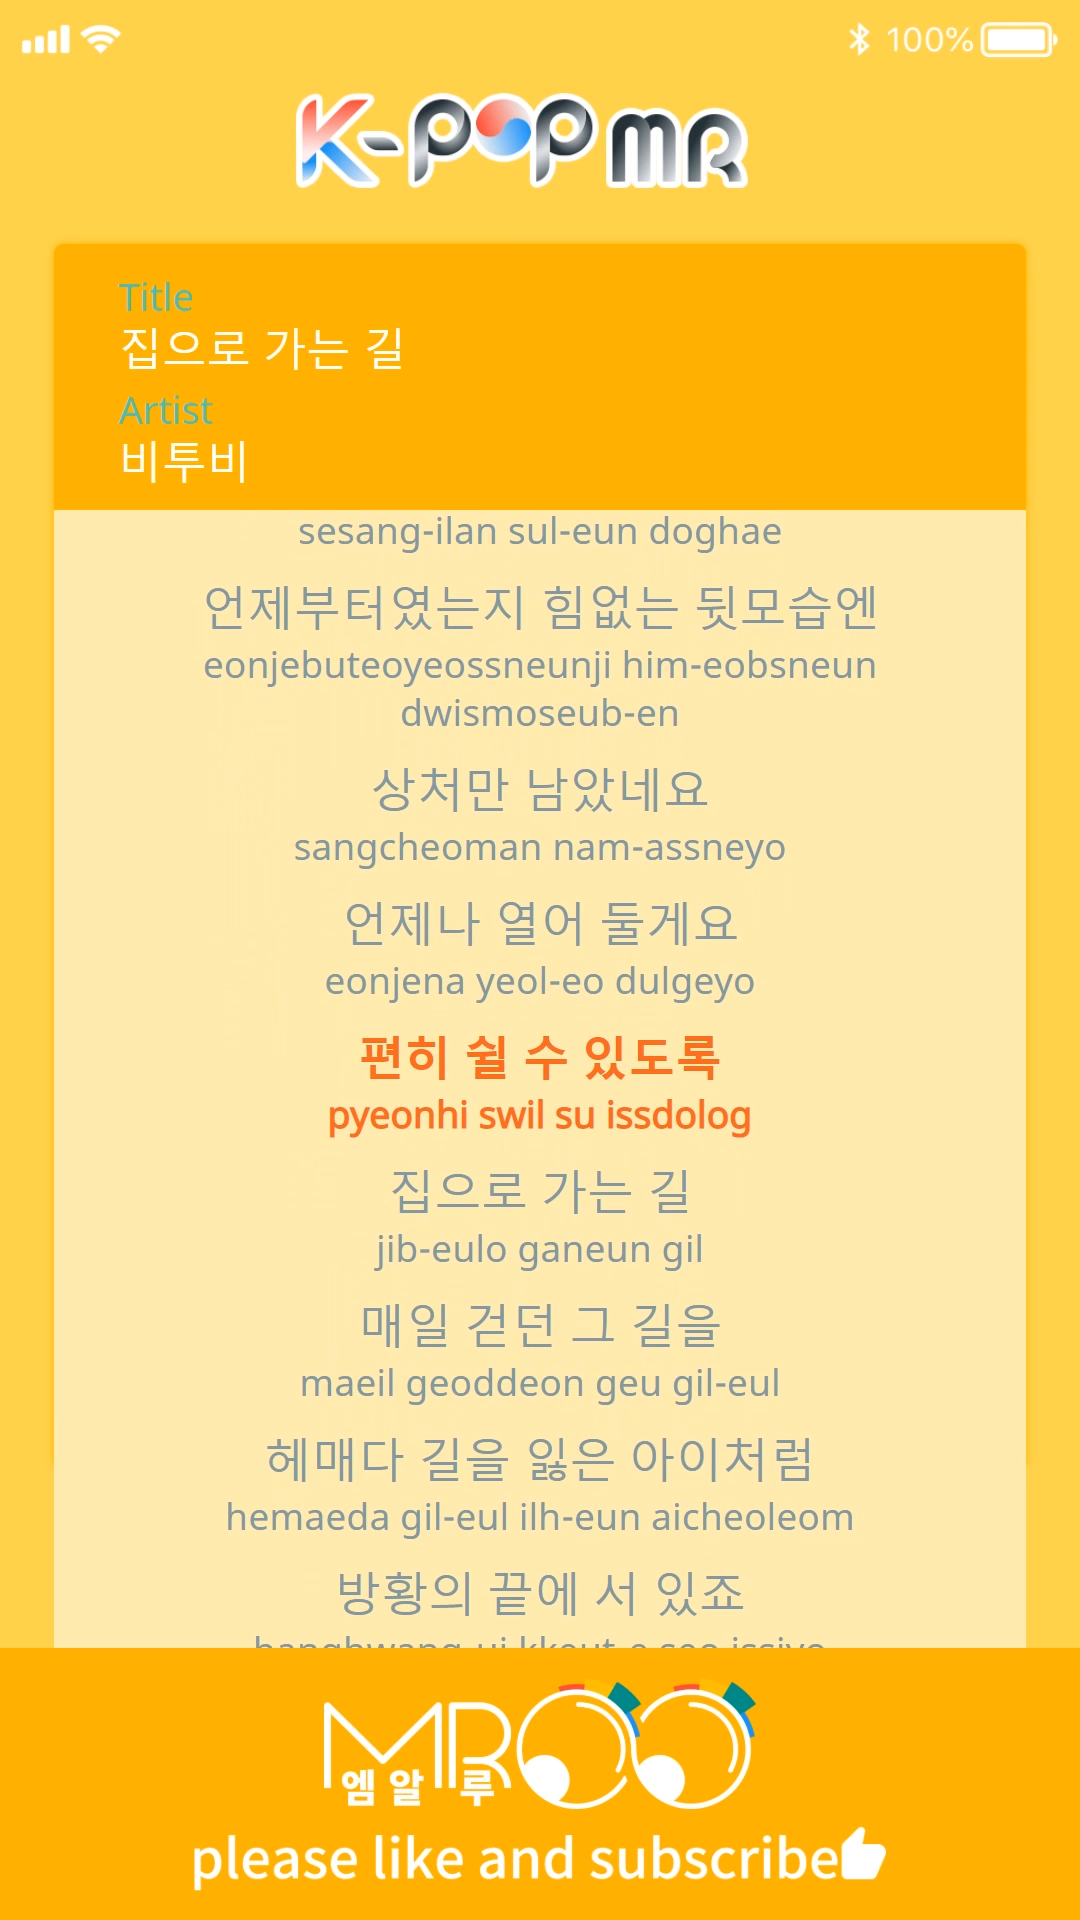 100%
K-POP MR
Title
집으로 가는 길
Artist
비투비
sesang-ilan sul-eun doghae
언제부터였는지 힘없는 뒷모습엔
eonjebuteoyeossneunji him-eobsneun
dwismoseub-en
상처만 남았네요
sangcheoman nam-assneyo
언제나 열어 둘게요
eonjena yeol-eo dulgeyo
편히 쉴 수 있도록
pyeonhi swil su issdolog
집으로 가는 길
jib-eulo ganeun gil
매일 걷던 그 길을
maeil geoddeon geu gil-eul
헤매다 길을 잃은 아이처럼
hemaeda gil-eul ilh-eun aicheoleom
방황의 끝에 서 있죠
MROO
엠 알 루
please like and subscribe